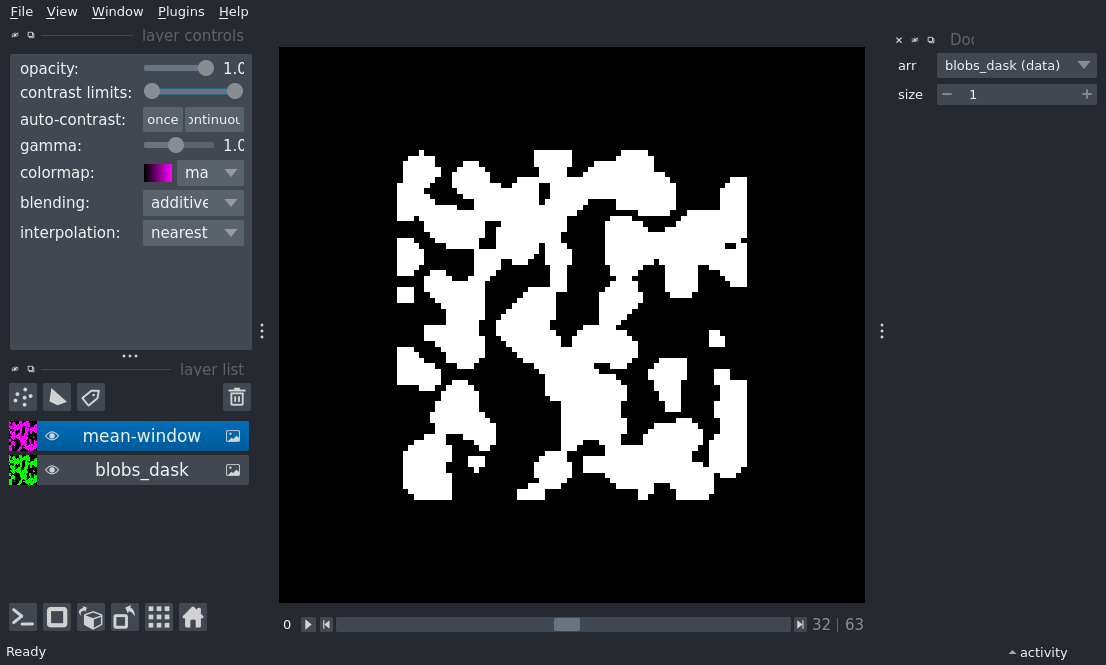 File View Window Plugins Help
layer controls
opacity: 1.0
contrast limits:
auto-contrast: once ontinuou
gamma: 1.0
colormap: ma
blending: additive
interpolation: nearest
layer list
mean-window
blobs_dask
Doc
arr blobs_dask (data)
size 1
0 32 63
Ready
activity